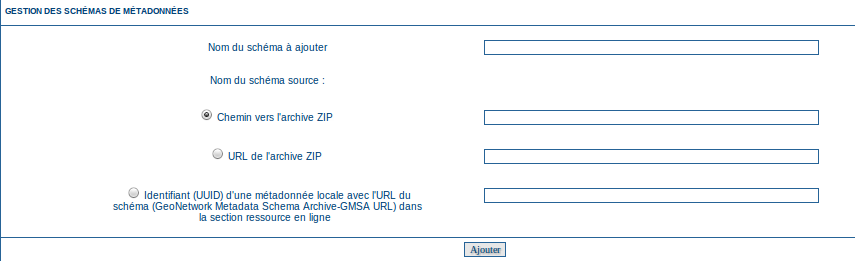 GESTION DES SCHÉMAS DE MÉTADONNÉES
Nom du schéma à ajouter
Nom du schéma source :
Chemin vers l'archive ZIP
URL de l'archive ZIP
Identifiant (UUID) d'une métadonnée locale avec l'URL du
schéma (GeoNetwork Metadata Schema Archive-GMSA URL) dans
la section ressource en ligne
Ajouter